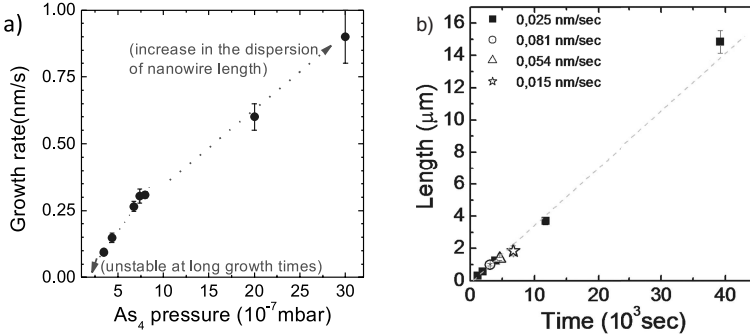 a)
1.00
0.75
0.50
0.25
0.00
Growth rate(nm/s)
(increase in the dispersion
of nanowire length)
(unstable at long growth times)
5
10
15
20
25
30
As4 pressure (10-7mbar)
b)
16
14
12
10
8
6
4
2
0
Length (μm)
0,025 nm/sec
0,081 nm/sec
0,054 nm/sec
0,015 nm/sec
0
10
20
30
40
Time (103sec)